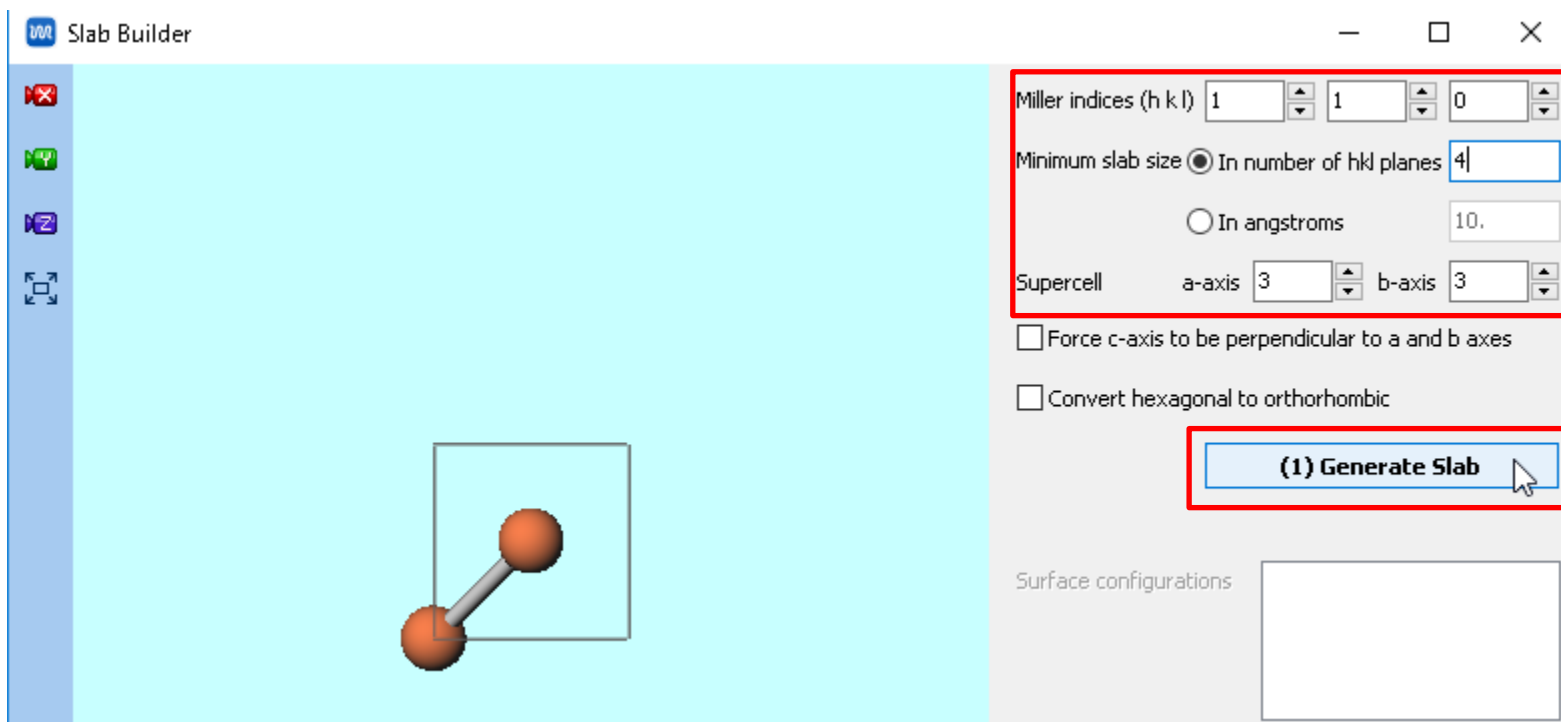 Slab Builder
X
Y
Z
Miller indices (h k l) 1 1 0
Minimum slab size In number of hkl planes 4
In angstroms 10.
Supercell a-axis 3 b-axis 3
Force c-axis to be perpendicular to a and b axes
Convert hexagonal to orthorhombic
(1) Generate Slab
Surface configurations